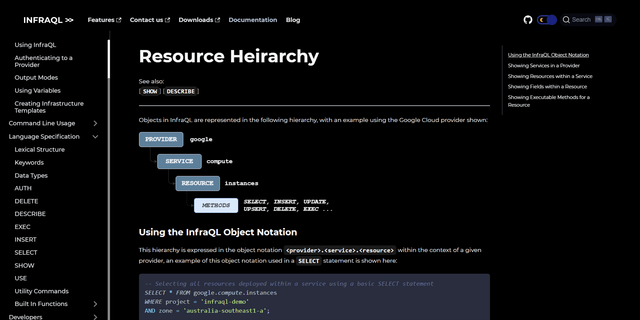 INFRAQL >> Features Contact us Downloads Documentation Blog Search
Using InfraQL
Authenticating to a
Provider
Output Modes
Using Variables
Creating Infrastructure
Templates
Command Line Usage
Language Specification
Lexical Structure
Keywords
Data Types
AUTH
DELETE
DESCRIBE
EXEC
INSERT
SELECT
SHOW
USE
Utility Commands
Built In Functions
Developers
Resource Heirarchy
See also:
[ SHOW ] [ DESCRIBE ]
Objects in InfraQL are represented in the following hierarchy, with an example using the Google Cloud provider shown:
PROVIDER google
SERVICE compute
RESOURCE instances
METHODS SELECT, INSERT, UPDATE,
UPSERT, DELETE, EXEC ...
Using the InfraQL Object Notation
This hierarchy is expressed in the object notation <provider>.<service>.<resource> within the context of a given
provider, an example of this object notation used in a SELECT statement is shown here:
-- Selecting all resources deployed within a service using a basic SELECT statement
SELECT * FROM google.compute.instances
WHERE project = 'infraql-demo'
AND zone = 'australia-southeast1-a';
Using the InfraQL Object Notation
Showing Services in a Provider
Showing Resources within a Service
Showing Fields within a Resource
Showing Executable Methods for a
Resource